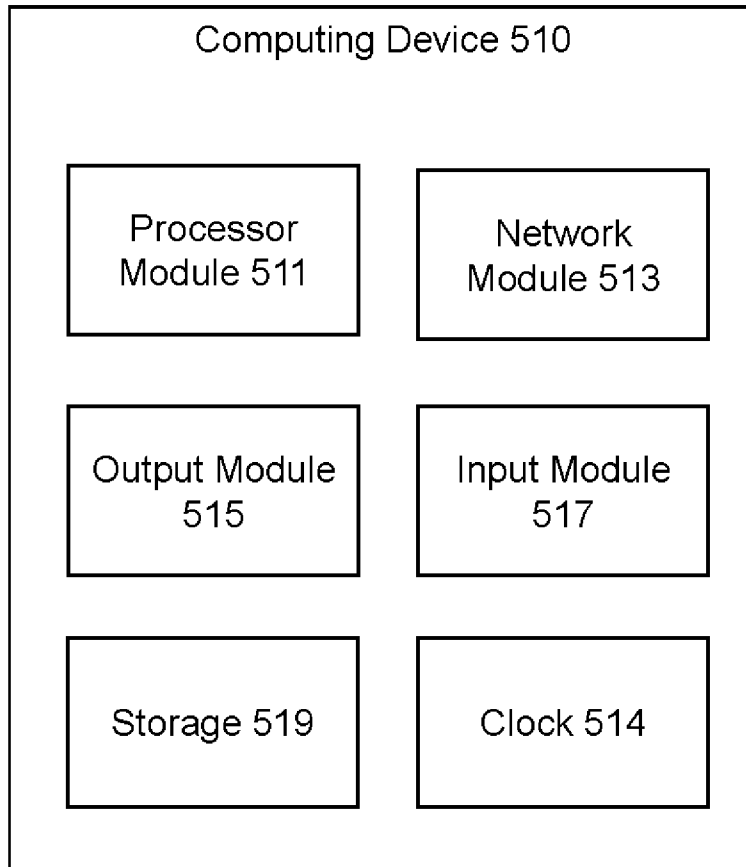 Computing Device 510
Processor
Module 511
Network
Module 513
Output Module
515
Input Module
517
Storage 519
Clock 514